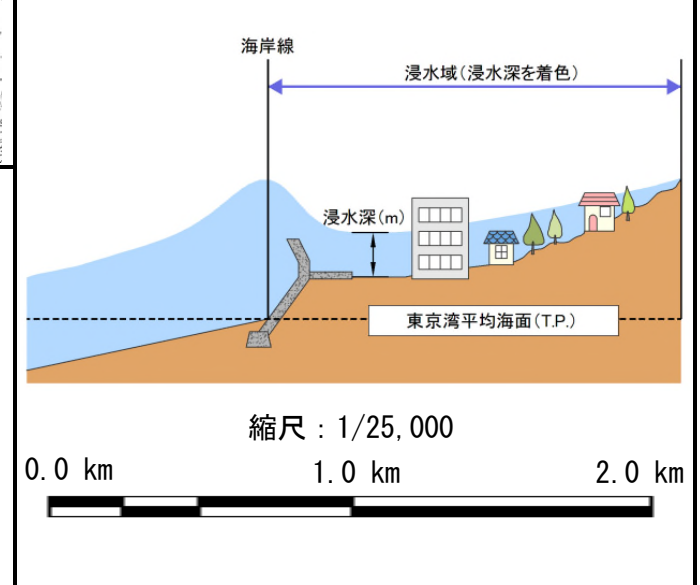 海岸線
浸水域（浸水深を着色）
浸水深（m）
東京湾平均海面（T.P.）
縮尺：1/25,000
0.0 km 1.0 km 2.0 km